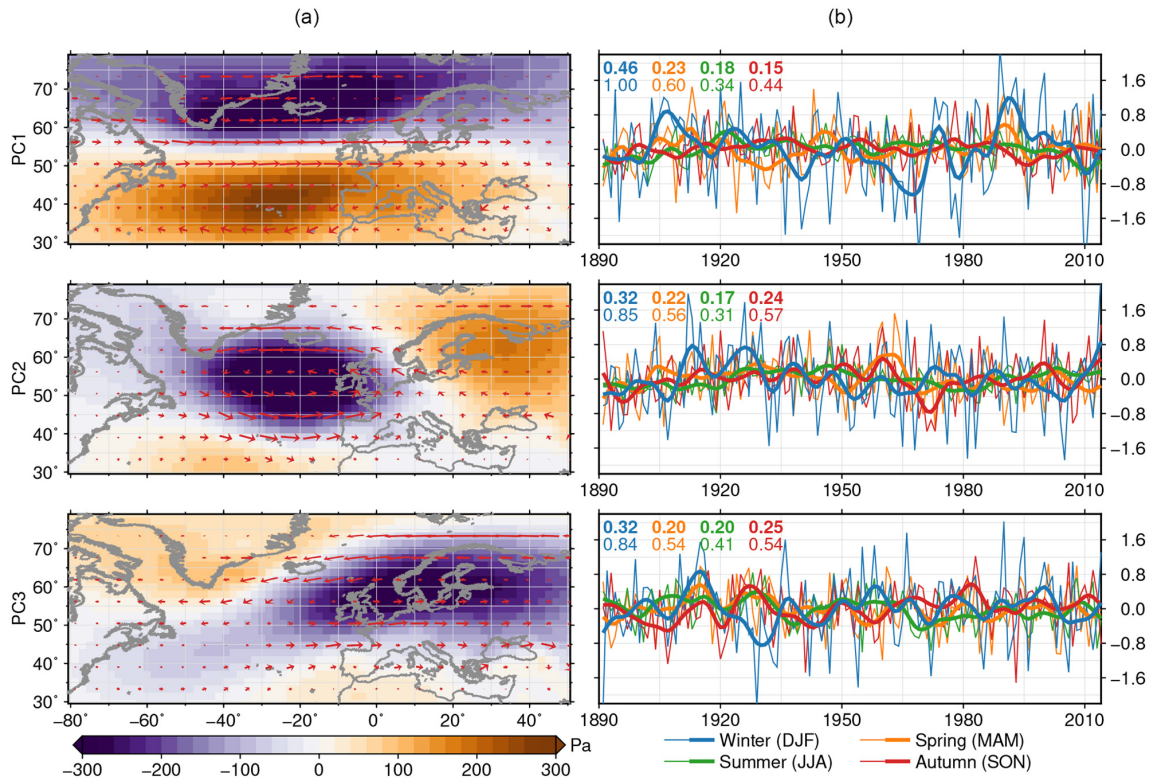 (a) (b)
PC1
70°
60°
50°
40°
30°
0.46 0.23 0.18 0.15
1.00 0.60 0.34 0.44
1.6
0.8
0.0
−0.8
−1.6
1890 1920 1950 1980 2010
PC2
70°
60°
50°
40°
30°
0.32 0.22 0.17 0.24
0.85 0.56 0.31 0.57
1.6
0.8
0.0
−0.8
−1.6
1890 1920 1950 1980 2010
PC3
70°
60°
50°
40°
30°
−80° −60° −40° −20° 0° 20° 40°
0.32 0.20 0.20 0.25
0.84 0.54 0.41 0.54
1.6
0.8
0.0
−0.8
−1.6
1890 1920 1950 1980 2010
Pa
−300 −200 −100 0 100 200 300
Winter (DJF) Spring (MAM)
Summer (JJA) Autumn (SON)